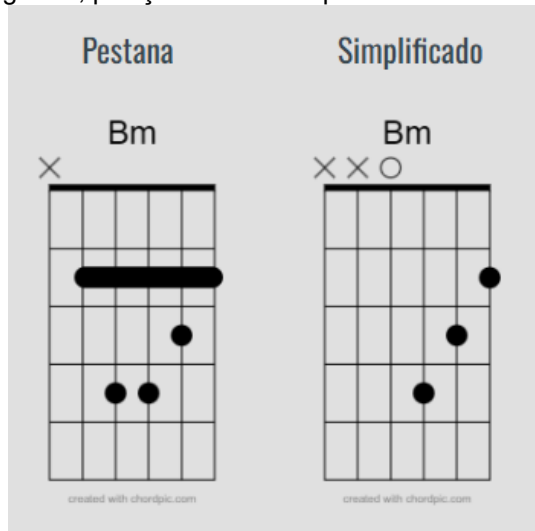 Pestana
Simplificado
Bm
Bm
created with chordpic.com
created with chordpic.com